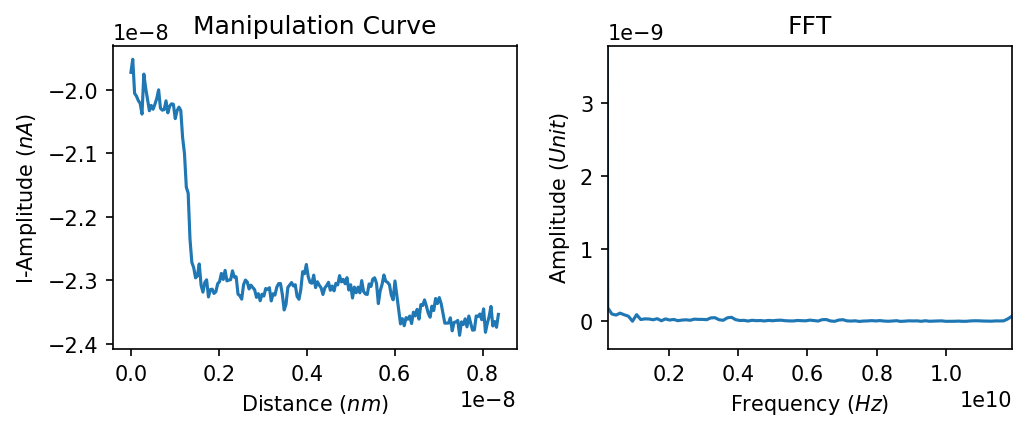 Manipulation Curve
1e−8
−2.0
−2.1
−2.2
−2.3
−2.4
I-Amplitude (nA)
0.0 0.2 0.4 0.6 0.8
1e−8
Distance (nm)
FFT
1e−9
3
2
1
0
Amplitude (Unit)
0.2 0.4 0.6 0.8 1.0
1e10
Frequency (Hz)